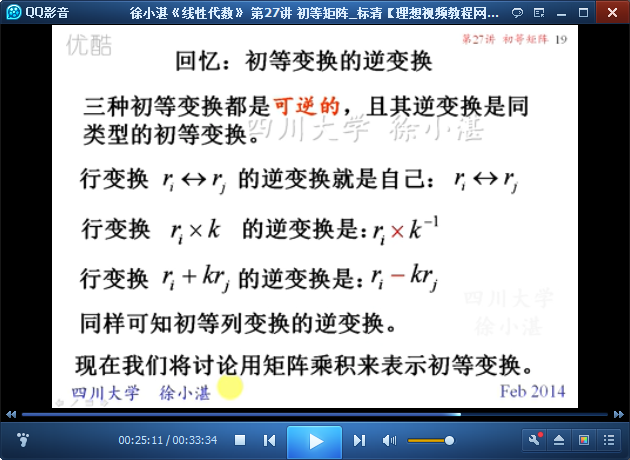 QQ影音
徐小湛《线性代数》 第27讲 初等矩阵_标清【理想视频教程网...
优酷
第27讲 初等矩阵 19
回忆：初等变换的逆变换
三种初等变换都是可逆的，且其逆变换是同
类型的初等变换。
四川大学 徐小湛
行变换 r_i ↔ r_j 的逆变换就是自己： r_i ↔ r_j
行变换 r_i × k 的逆变换是：r_i × k^{-1}
行变换 r_i + kr_j 的逆变换是：r_i − kr_j
四川大学
徐小湛
同样可知初等列变换的逆变换。
现在我们将讨论用矩阵乘积来表示初等变换。
四川大学 徐小湛
Feb 2014
00:25:11 / 00:33:34